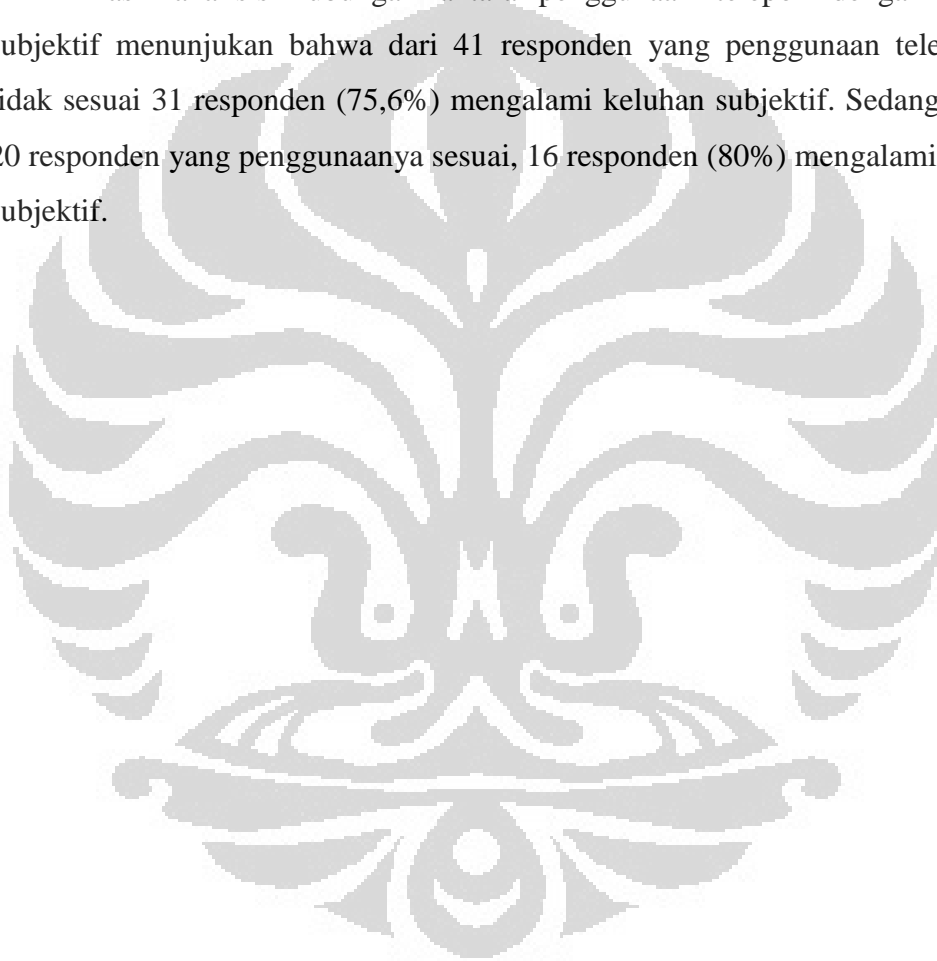 ubjektif menunjukan bahwa dari 41 responden yang penggunaan tele
idak sesuai 31 responden (75,6%) mengalami keluhan subjektif. Sedang
20 responden yang penggunaanya sesuai, 16 responden (80%) mengalami
ubjektif.